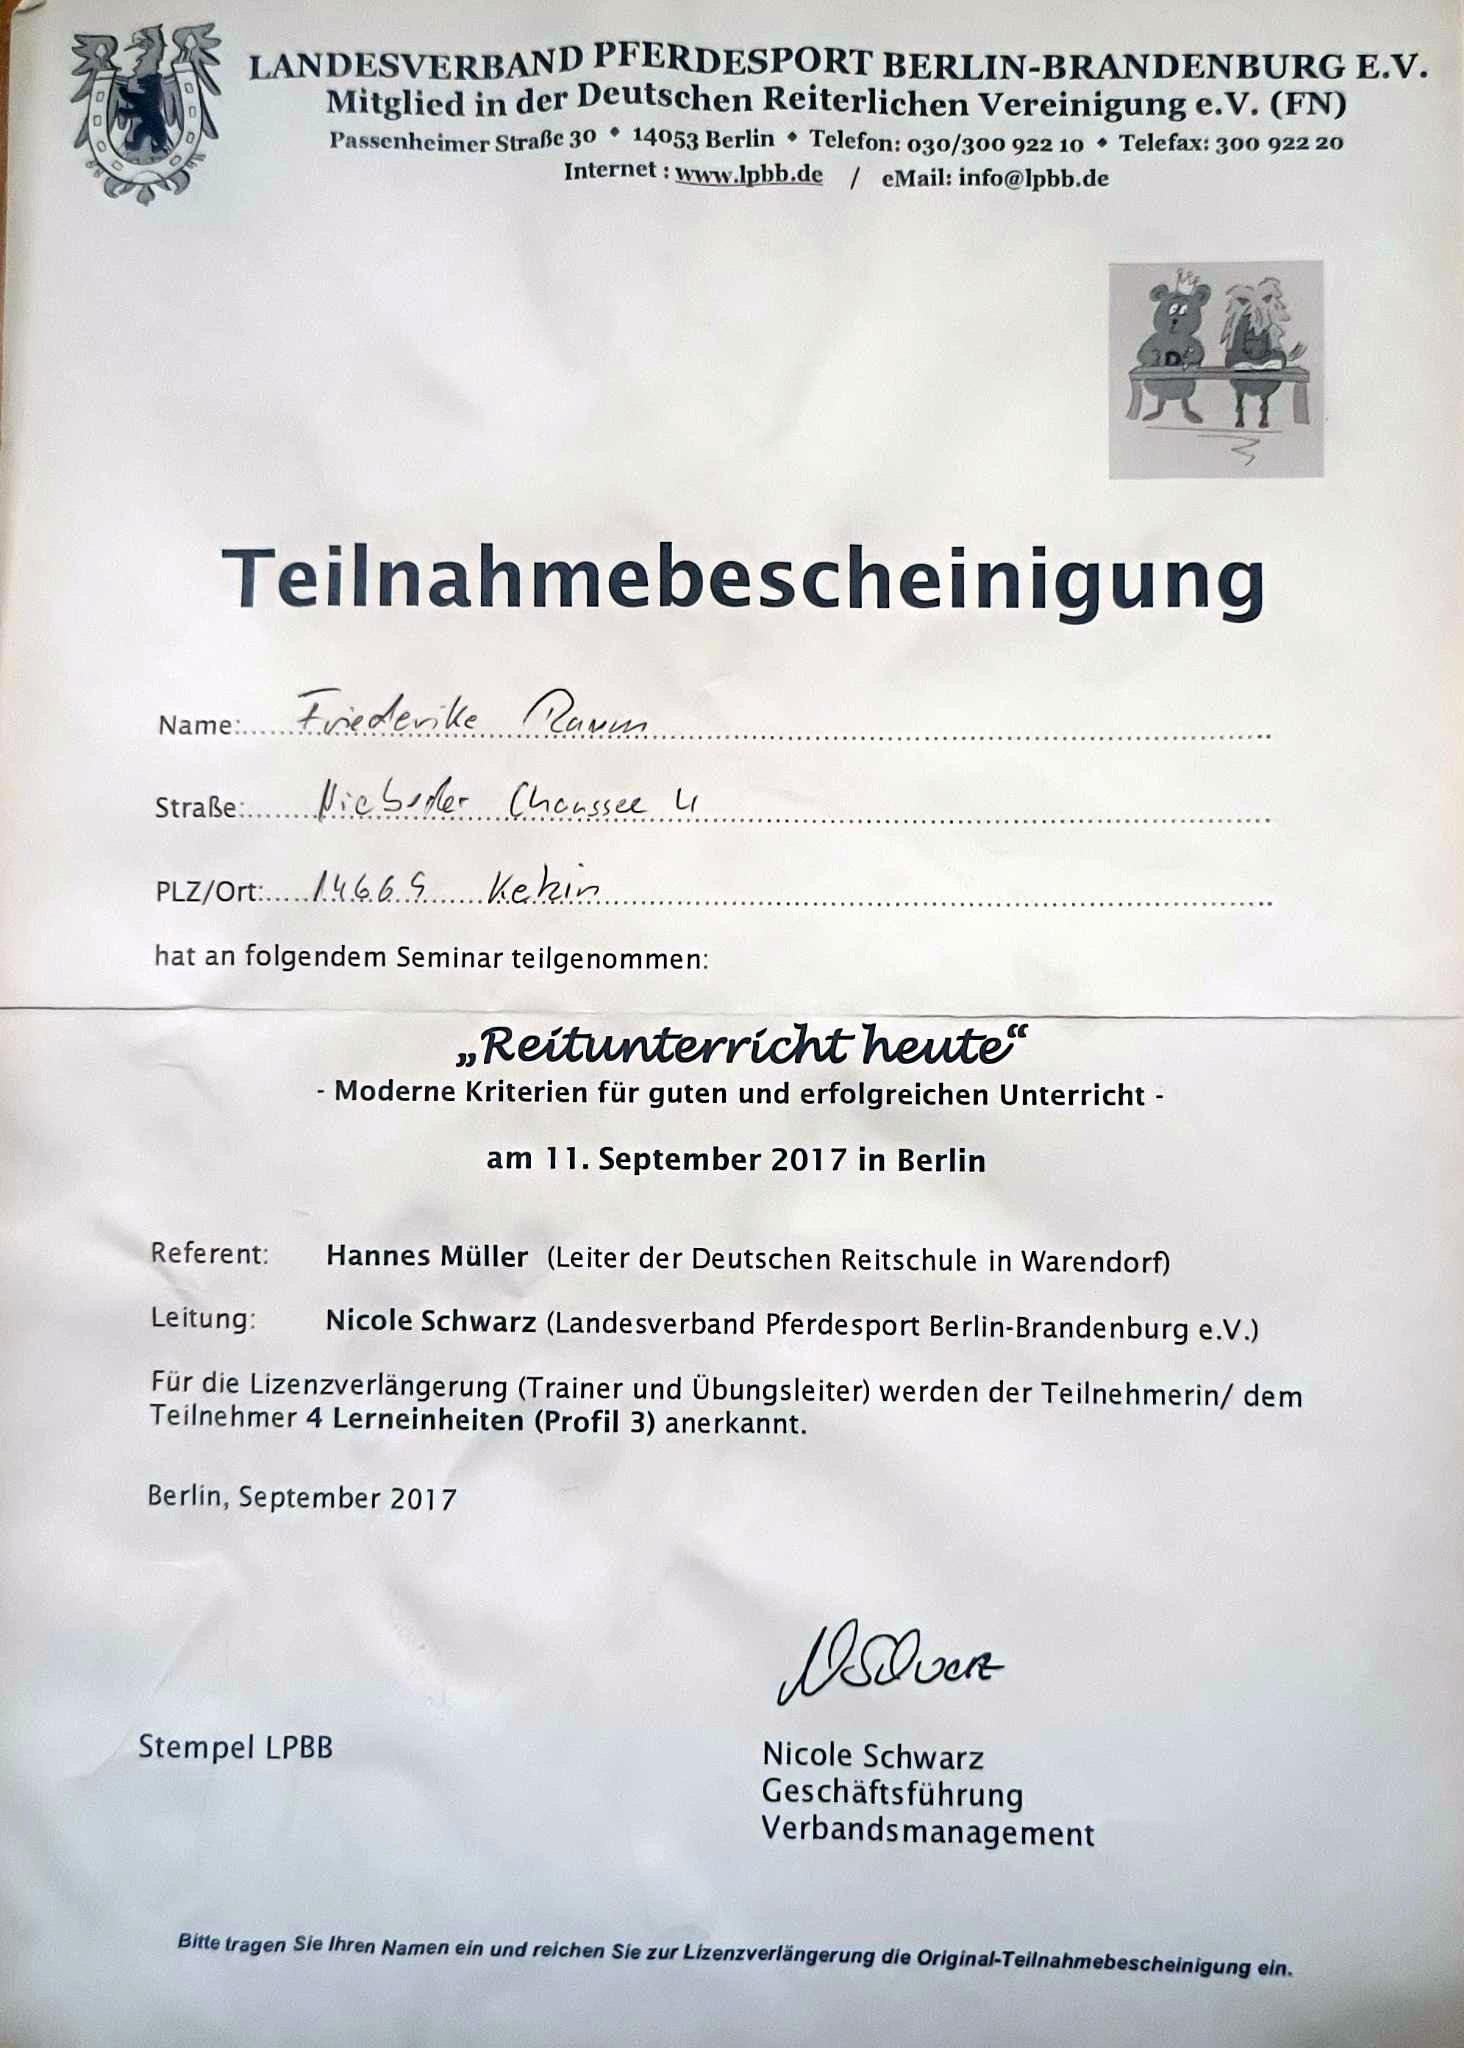 LANDESVERBAND PFERDESPORT BERLIN-BRANDENBURG E.V.
Mitglied in der Deutschen Reiterlichen Vereinigung e.V. (FN)
Passenheimer Straße 30 • 14053 Berlin • Telefon: 030/300 922 10 • Telefax: 300 922 20
Internet : www.lpbb.de / eMail: info@lpbb.de
Teilnahmebescheinigung
Name: Friederike
Straße: Chaussee 4
PLZ/Ort: 14669 Ketzin
hat an folgendem Seminar teilgenommen:
„Reitunterricht heute“
- Moderne Kriterien für guten und erfolgreichen Unterricht -
am 11. September 2017 in Berlin
Referent: Hannes Müller (Leiter der Deutschen Reitschule in Warendorf)
Leitung: Nicole Schwarz (Landesverband Pferdesport Berlin-Brandenburg e.V.)
Für die Lizenzverlängerung (Trainer und Übungsleiter) werden der Teilnehmerin/ dem
Teilnehmer 4 Lerneinheiten (Profil 3) anerkannt.
Berlin, September 2017
NSchwarz
Stempel LPBB
Nicole Schwarz
Geschäftsführung
Verbandsmanagement
Bitte tragen Sie Ihren Namen ein und reichen Sie zur Lizenzverlängerung die Original-Teilnahmebescheinigung ein.